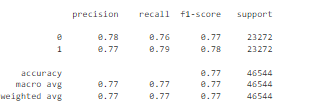 precision recall f1-score support
0 0.78 0.76 0.77 23272
1 0.77 0.79 0.78 23272
accuracy 0.77 46544
macro avg 0.77 0.77 0.77 46544
weighted avg 0.77 0.77 0.77 46544